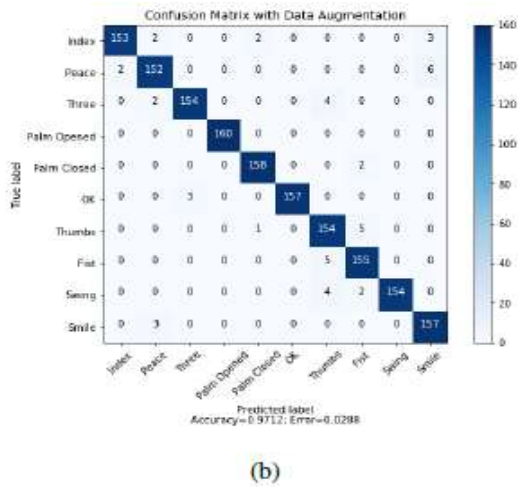 Confusion Matrix with Data Augmentation
Index 153 2 0 0 2 0 0 0 0 3
Peace 2 152 0 0 0 0 0 0 0 6
Three 0 2 154 0 0 0 4 0 0 0
Palm Opened 0 0 0 160 0 0 0 0 0 0
Palm Closed 0 0 0 0 158 0 0 2 0 0
OK 0 0 3 0 0 157 0 0 0 0
Thumbs 0 0 0 0 1 0 154 5 0 0
Fist 0 0 0 0 0 0 5 155 0 0
Swing 0 0 0 0 0 0 4 2 154 0
Smile 0 3 0 0 0 0 0 0 0 157
True label
Index Peace Three Palm Opened Palm Closed OK Thumbs Fist Swing Smile
Predicted label
Accuracy=0.9712; Error=0.0288
160
140
120
100
80
60
40
20
0
(b)